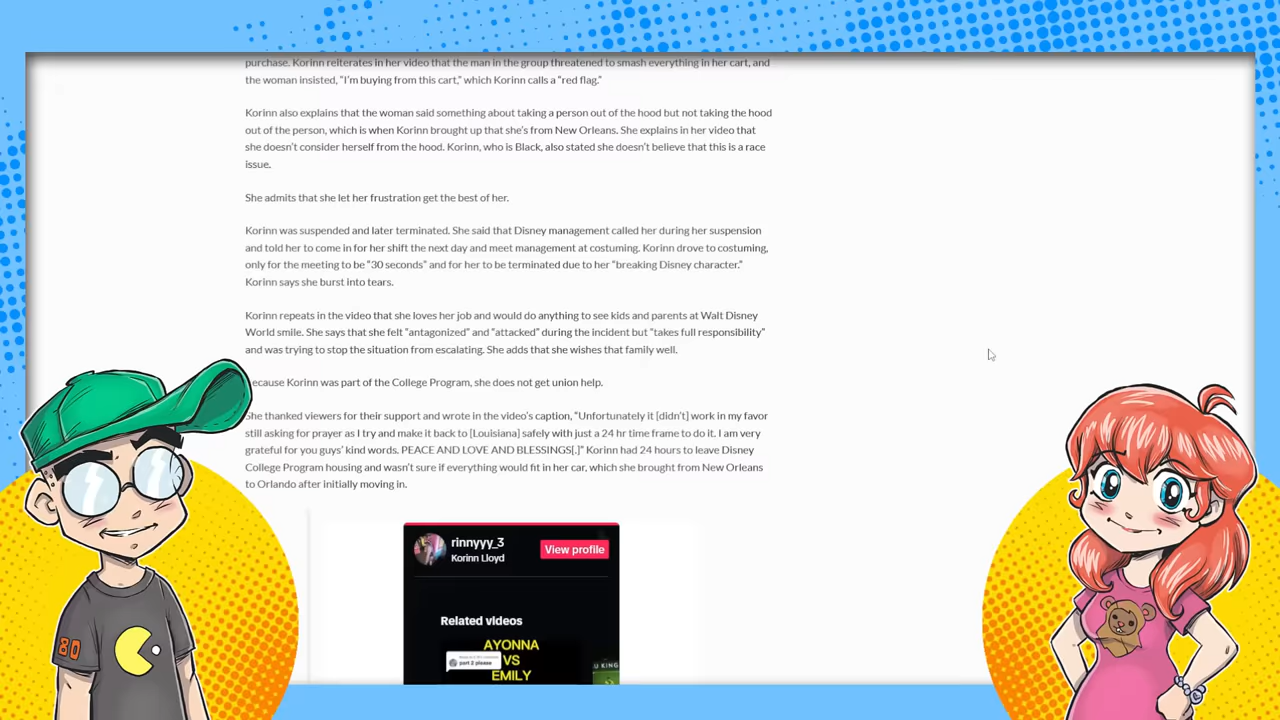 purchase. Korinn reiterates in her video that the man in the group threatened to smash everything in her cart, and
the woman insisted, "I'm buying from this cart," which Korinn calls a "red flag."
Korinn also explains that the woman said something about taking a person out of the hood but not taking the hood
out of the person, which is when Korinn brought up that she's from New Orleans. She explains in her video that
she doesn't consider herself from the hood. Korinn, who is Black, also stated she doesn't believe that this is a race
issue.
She admits that she let her frustration get the best of her.
Korinn was suspended and later terminated. She said that Disney management called her during her suspension
and told her to come in for her shift the next day and meet management at costuming. Korinn drove to costuming,
only for the meeting to be "30 seconds" and for her to be terminated due to her "breaking Disney character."
Korinn says she burst into tears.
Korinn repeats in the video that she loves her job and would do anything to see kids and parents at Walt Disney
World smile. She says that she felt "antagonized" and "attacked" during the incident but "takes full responsibility"
and was trying to stop the situation from escalating. She adds that she wishes that family well.
ecause Korinn was part of the College Program, she does not get union help.
She thanked viewers for their support and wrote in the video's caption, "Unfortunately it [didn't] work in my favor
still asking for prayer as I try and make it back to [Louisiana] safely with just a 24 hr time frame to do it. I am very
grateful for you guys' kind words. PEACE AND LOVE AND BLESSINGS[.]" Korinn had 24 hours to leave Disney
College Program housing and wasn't sure if everything would fit in her car, which she brought from New Orleans
to Orlando after initially moving in.
rinnyyy_3
Korinn Lloyd
View profile
Related videos
AYONNA
VS
EMILY
part 2 please
U KING
80